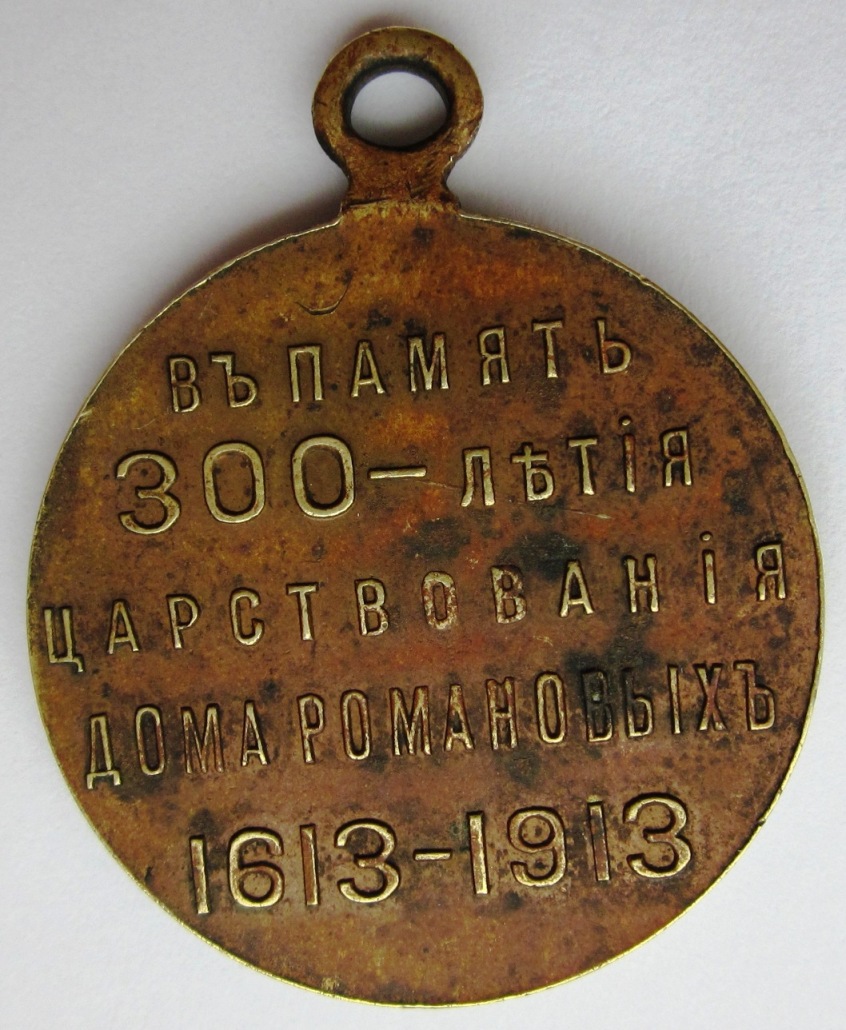 ВЪ ПАМЯТЬ
300–ЛѢТІЯ
ЦАРСТВОВАНІЯ
ДОМА РОМАНОВЫХЪ
1613–1913